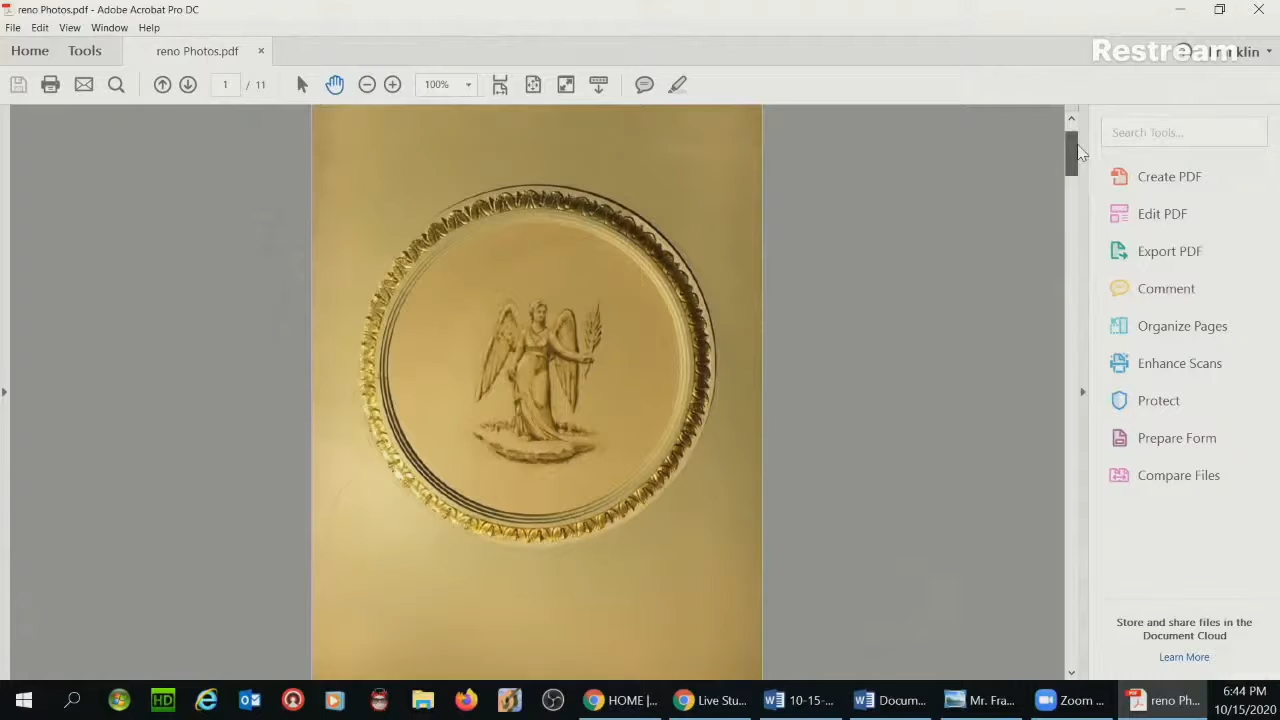 reno Photos.pdf - Adobe Acrobat Pro DC
File Edit View Window Help
Home Tools reno Photos.pdf ×
Restream
1 / 11 100%
Search Tools...
Create PDF
Edit PDF
Export PDF
Comment
Organize Pages
Enhance Scans
Protect
Prepare Form
Compare Files
Store and share files in the
Document Cloud
Learn More
HD HOME |... Live Stu... 10-15-... Docum... Mr. Fra... Zoom ... reno Ph...
6:44 PM
10/15/2020